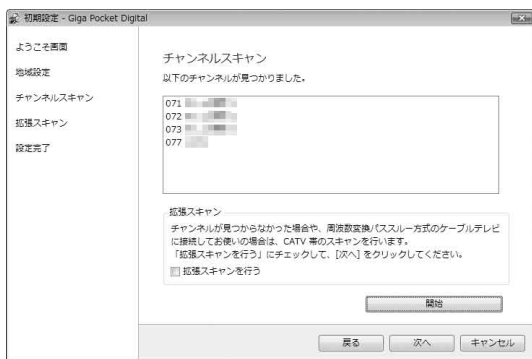 初期設定 - Giga Pocket Digital
ようこそ画面
地域設定
チャンネルスキャン
拡張スキャン
設定完了
チャンネルスキャン
以下のチャンネルが見つかりました。
071
072
073
077
拡張スキャン
チャンネルが見つからなかった場合や、周波数変換パススルー方式のケーブルテレビ
に接続してお使いの場合は、CATV 帯のスキャンを行います。
「拡張スキャンを行う」にチェックして、[次へ] をクリックしてください。
拡張スキャンを行う
開始
戻る
次へ
キャンセル